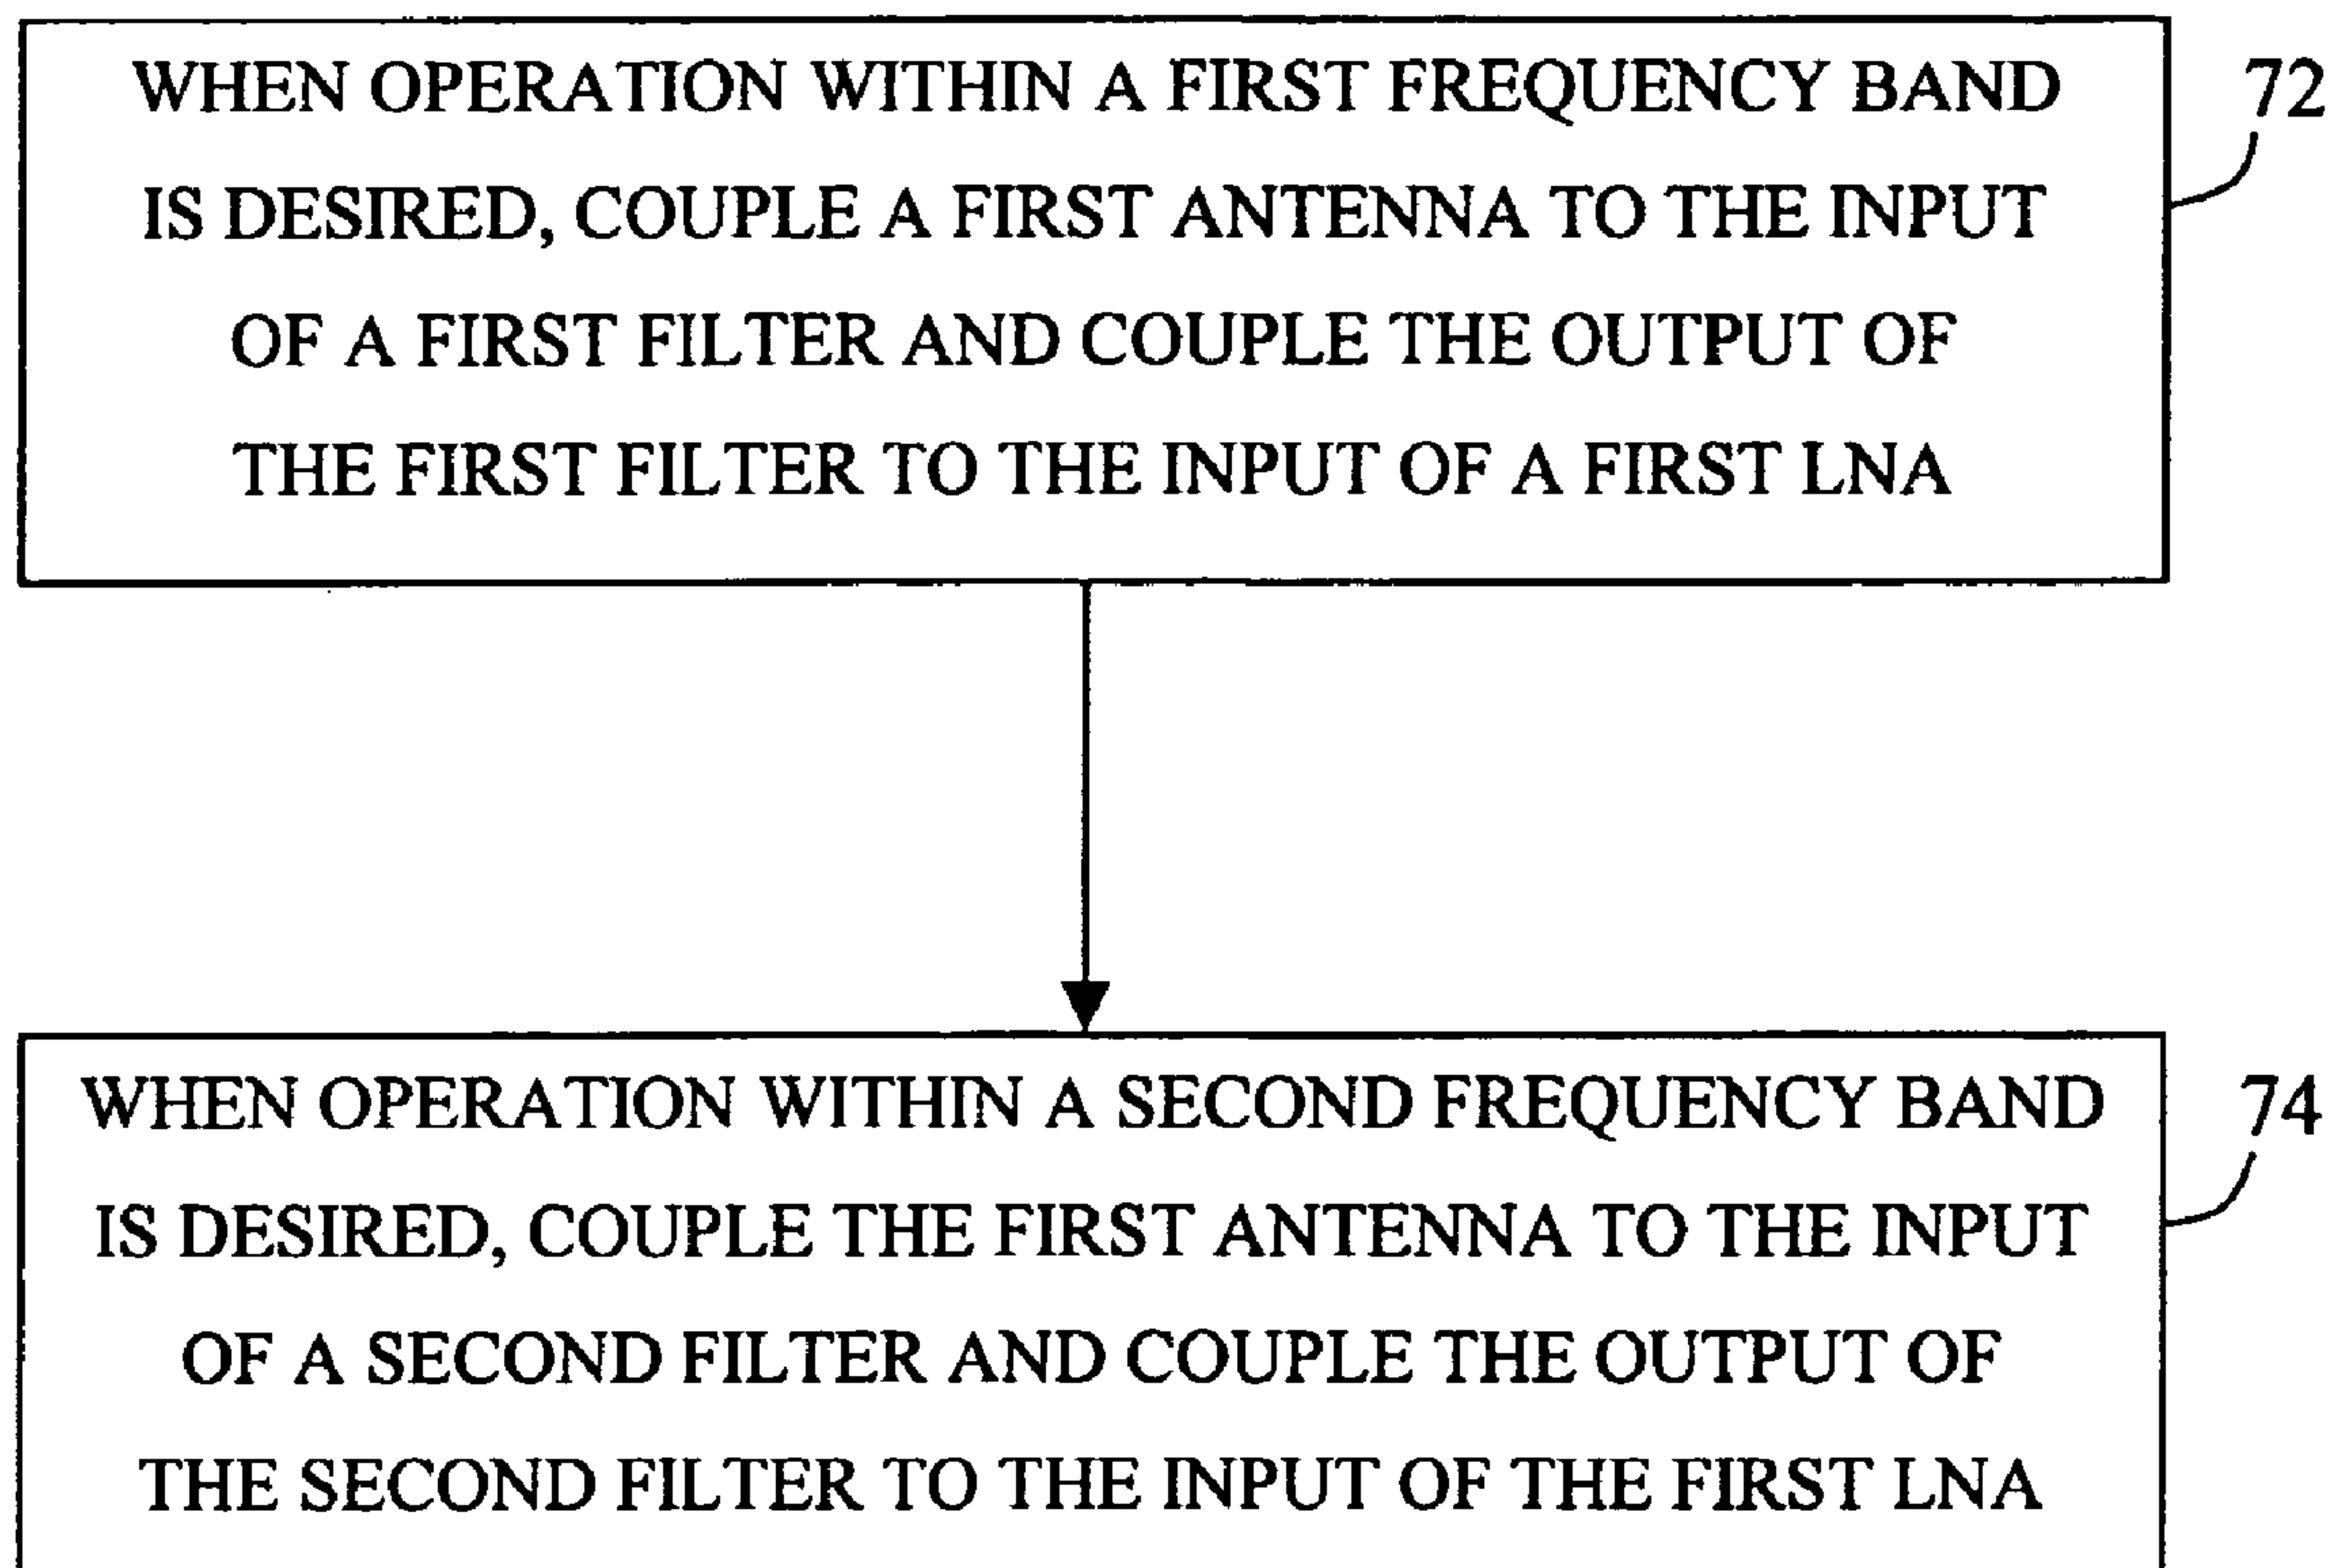 WHEN OPERATION WITHIN A FIRST FREQUENCY BAND
IS DESIRED, COUPLE A FIRST ANTENNA TO THE INPUT
OF A FIRST FILTER AND COUPLE THE OUTPUT OF
THE FIRST FILTER TO THE INPUT OF A FIRST LNA
72
WHEN OPERATION WITHIN A SECOND FREQUENCY BAND
IS DESIRED, COUPLE THE FIRST ANTENNA TO THE INPUT
OF A SECOND FILTER AND COUPLE THE OUTPUT OF
THE SECOND FILTER TO THE INPUT OF THE FIRST LNA
74